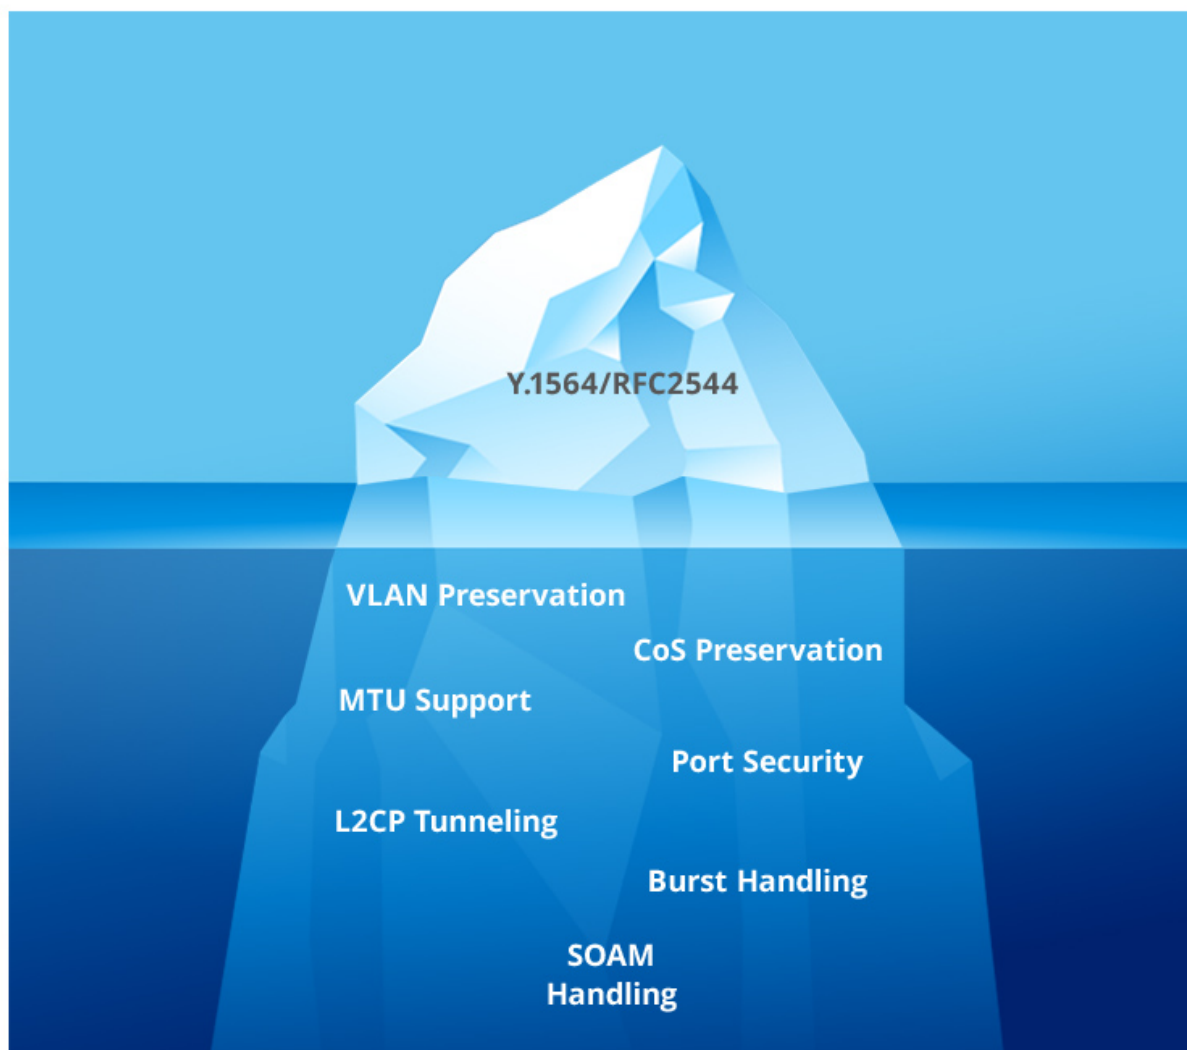 Y.1564/RFC2544
VLAN Preservation
CoS Preservation
MTU Support
Port Security
L2CP Tunneling
Burst Handling
SOAM
Handling